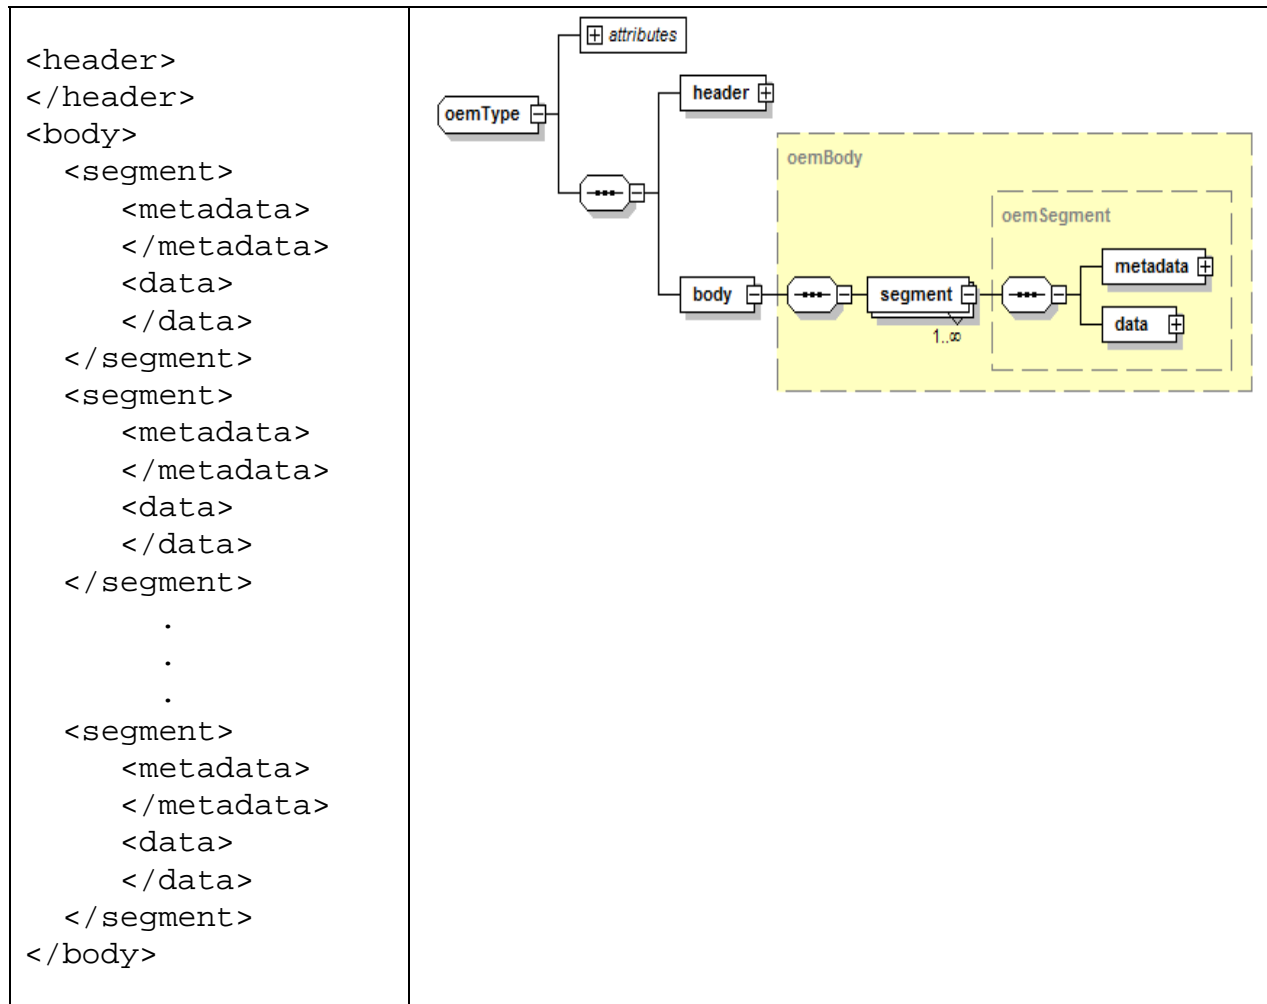 <header>
</header>
<body>
<segment>
<metadata>
</metadata>
<data>
</data>
</segment>
<segment>
<metadata>
</metadata>
<data>
</data>
</segment>
.
.
.
<segment>
<metadata>
</metadata>
<data>
</data>
</segment>
</body>
attributes
header
oemType
oemBody
oemSegment
metadata
body
segment
data
1..∞